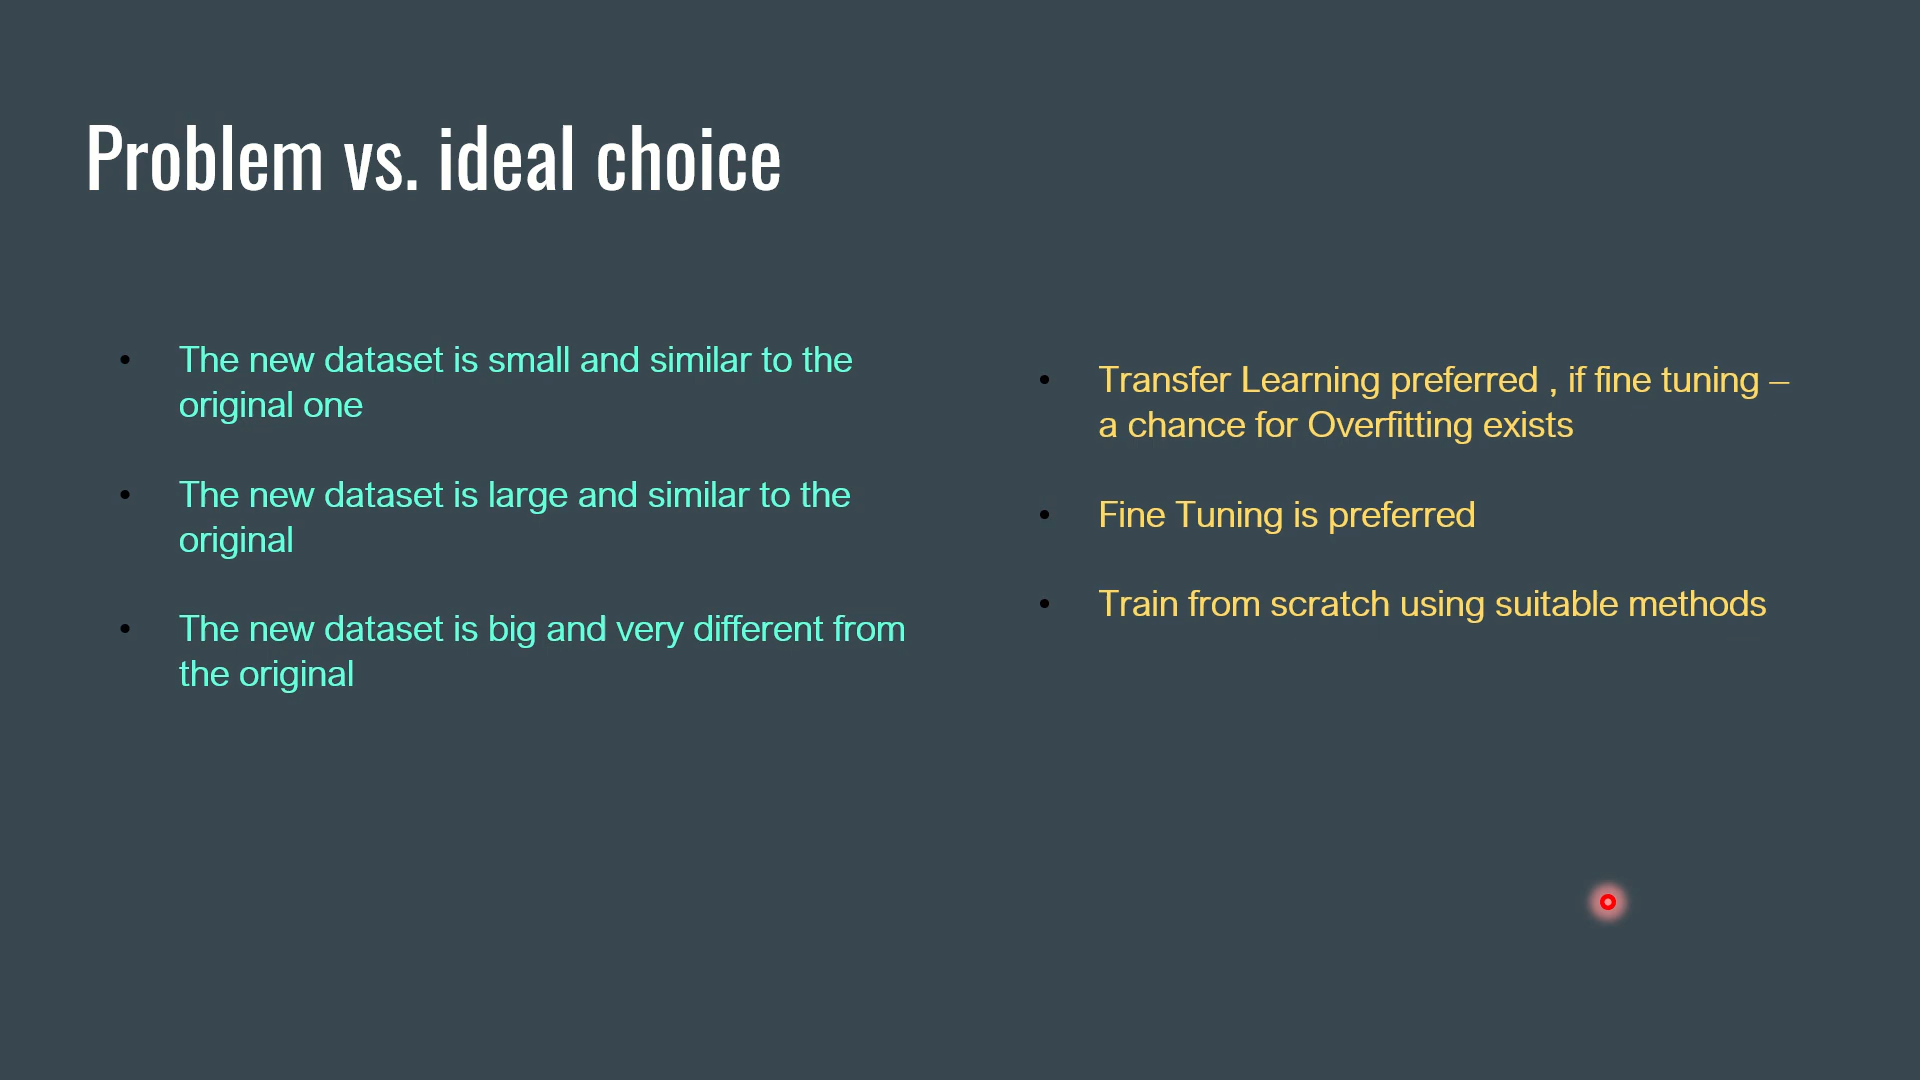 Problem vs. ideal choice
• The new dataset is small and similar to the
original one
• The new dataset is large and similar to the
original
• The new dataset is big and very different from
the original
• Transfer Learning preferred , if fine tuning –
a chance for Overfitting exists
• Fine Tuning is preferred
• Train from scratch using suitable methods